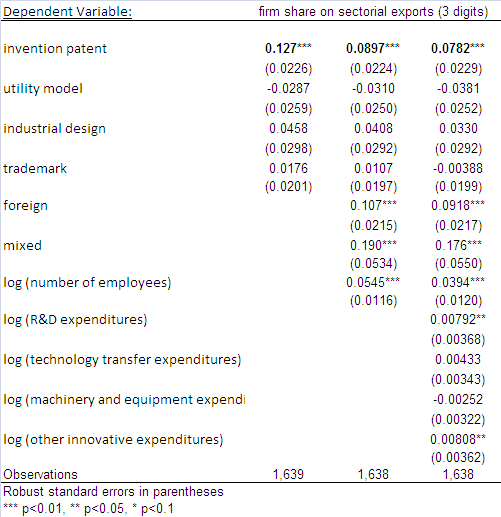 Dependent Variable: firm share on sectorial exports (3 digits)
invention patent 0.127*** 0.0897*** 0.0782***
(0.0226) (0.0224) (0.0229)
utility model -0.0287 -0.0310 -0.0381
(0.0259) (0.0250) (0.0252)
industrial design 0.0458 0.0408 0.0330
(0.0298) (0.0292) (0.0292)
trademark 0.0176 0.0107 -0.00388
(0.0201) (0.0197) (0.0199)
foreign 0.107*** 0.0918***
(0.0215) (0.0217)
mixed 0.190*** 0.176***
(0.0534) (0.0550)
log (number of employees) 0.0545*** 0.0394***
(0.0116) (0.0120)
log (R&D expenditures) 0.00792**
(0.00368)
log (technology transfer expenditures) 0.00433
(0.00343)
log (machinery and equipment expendi -0.00252
(0.00322)
log (other innovative expenditures) 0.00808**
(0.00362)
Observations 1,639 1,638 1,638
Robust standard errors in parentheses
*** p<0.01, ** p<0.05, * p<0.1